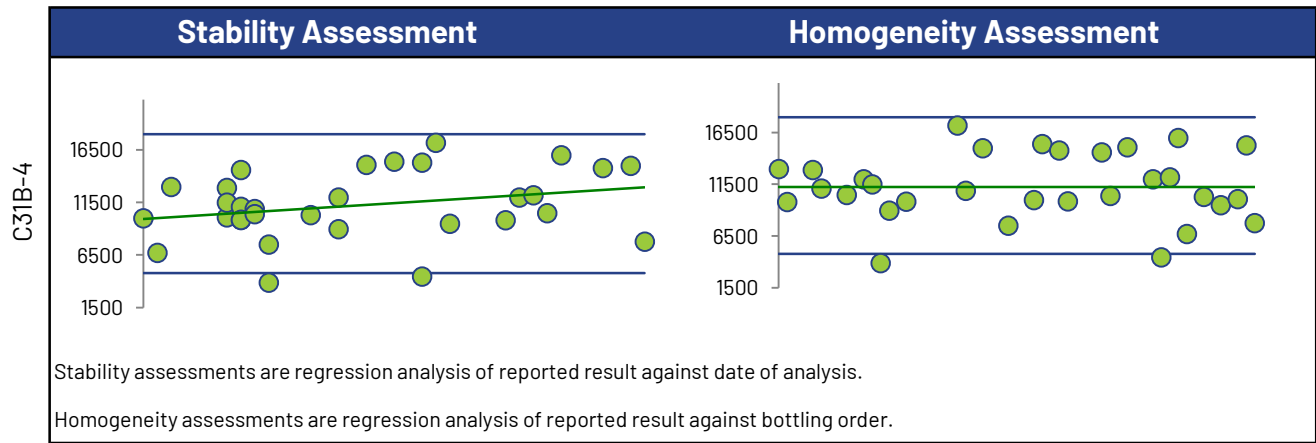 Stability Assessment
Homogeneity Assessment
C31B-4
16500
11500
6500
1500
16500
11500
6500
1500
Stability assessments are regression analysis of reported result against date of analysis.
Homogeneity assessments are regression analysis of reported result against bottling order.